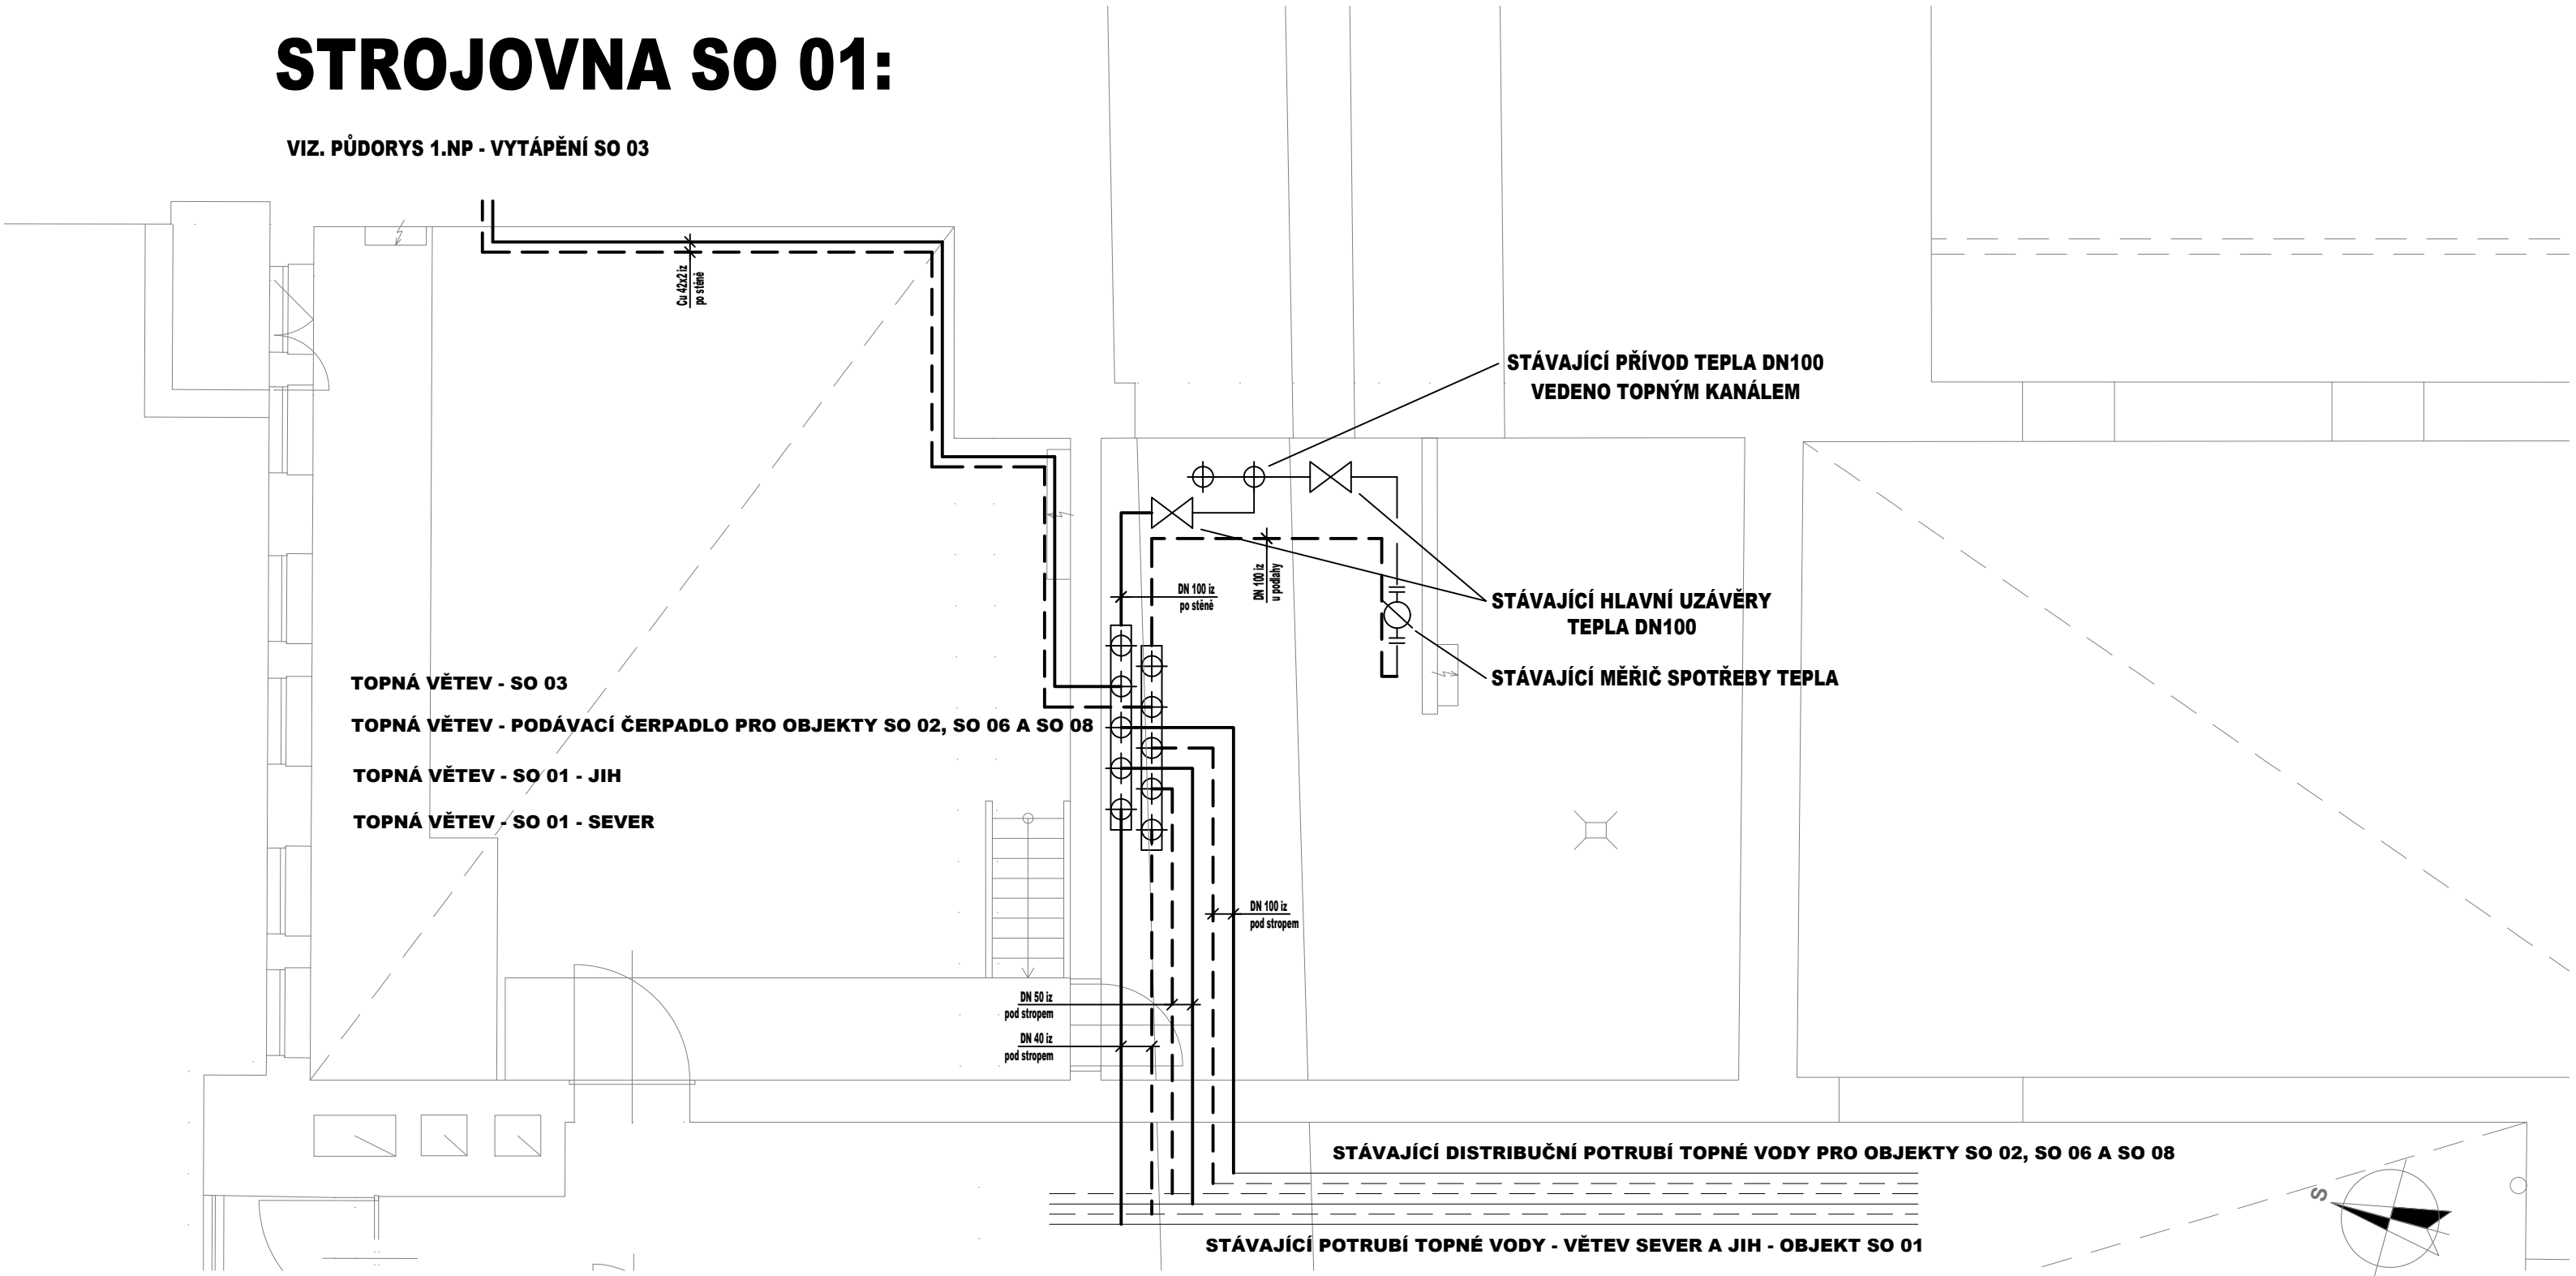 STROJOVNA SO 01:
VIZ. PŮDORYS 1.NP - VYTÁPĚNÍ SO 03
Cu 42x2 iz
po stěně
STÁVAJÍCÍ PŘÍVOD TEPLA DN100
VEDENO TOPNÝM KANÁLEM
DN 100 iz
po stěně
DN 100 iz
u podlahy
STÁVAJÍCÍ HLAVNÍ UZÁVĚRY
TEPLA DN100
STÁVAJÍCÍ MĚŘIČ SPOTŘEBY TEPLA
TOPNÁ VĚTEV - SO 03
TOPNÁ VĚTEV - PODÁVACÍ ČERPADLO PRO OBJEKTY SO 02, SO 06 A SO 08
TOPNÁ VĚTEV - SO 01 - JIH
TOPNÁ VĚTEV - SO 01 - SEVER
DN 100 iz
pod stropem
DN 50 iz
pod stropem
DN 40 iz
pod stropem
STÁVAJÍCÍ DISTRIBUČNÍ POTRUBÍ TOPNÉ VODY PRO OBJEKTY SO 02, SO 06 A SO 08
S
STÁVAJÍCÍ POTRUBÍ TOPNÉ VODY - VĚTEV SEVER A JIH - OBJEKT SO 01